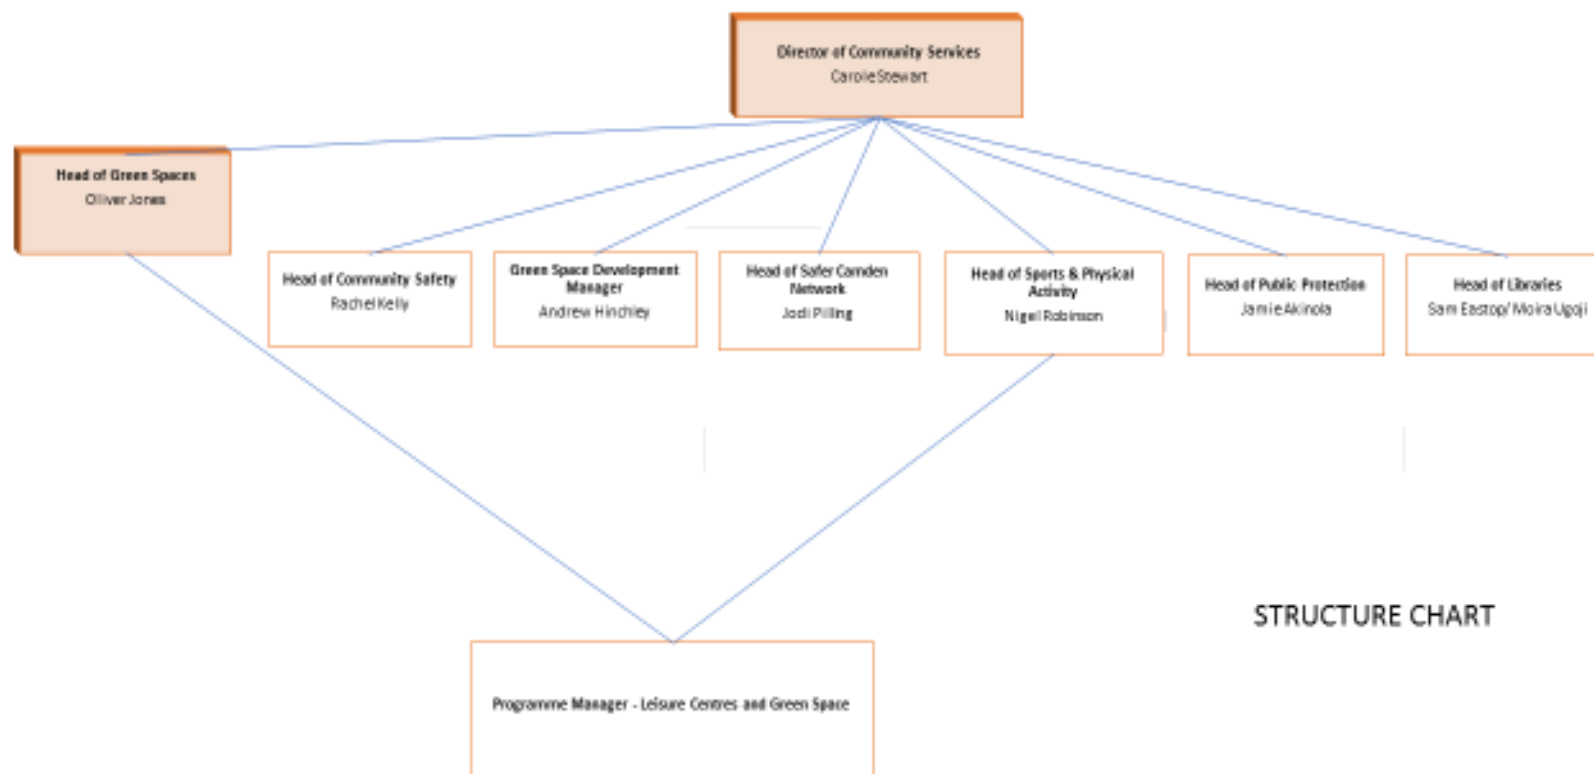 Director of Community Services
Carole Stewart
Head of Green Spaces
Oliver Jones
Head of Community Safety
Rachel Kelly
Green Space Development
Manager
Andrew Hinchley
Head of Safer Camden
Network
Jodi Pilling
Head of Sports & Physical
Activity
Nigel Robinson
Head of Public Protection
Jamie Akinola
Head of Libraries
Sam Eastop/ Moira Ugoji
STRUCTURE CHART
Programme Manager - Leisure Centres and Green Space